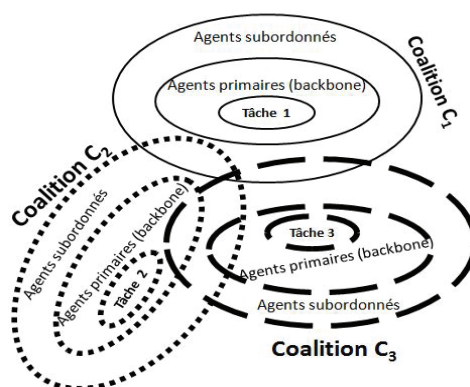 Agents subordonnés
Agents primaires (backbone)
Tâche 1
Coalition C1
Coalition C2
Agents subordonnés
Agents primaires (backbone)
Tâche 2
Tâche 3
Agents primaires (backbone)
Agents subordonnés
Coalition C3